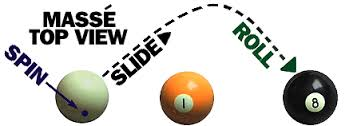 MASSÉ
TOP VIEW
SPIN
SLIDE
ROLL
1
8